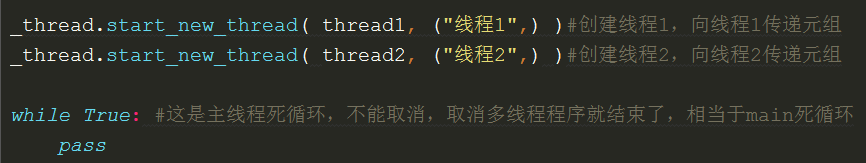 _thread.start_new_thread( thread1, ("线程1",) )#创建线程1，向线程1传递元组
_thread.start_new_thread( thread2, ("线程2",) )#创建线程2，向线程2传递元组
while True: #这是主线程死循环，不能取消，取消多线程程序就结束了，相当于main死循环
pass